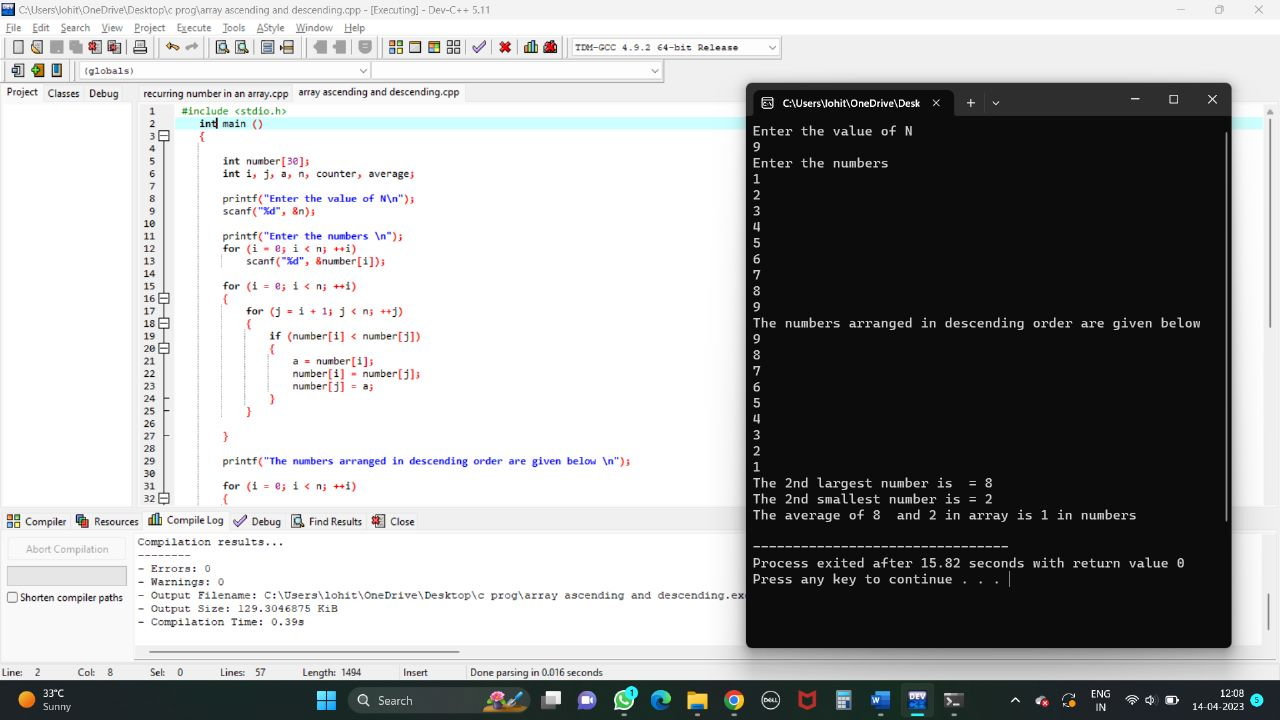 C:\Users\lohit\OneDrive\Desktop\c prog\array ascending and descending.cpp - [Executing] - Dev-C++ 5.11
File Edit Search View Project Execute Tools AStyle Window Help
TDM-GCC 4.9.2 64-bit Release
(globals)
Project Classes Debug
recurring number in an array.cpp array ascending and descending.cpp
1 #include <stdio.h>
2 int main ()
3 {
4
5 int number[30];
6 int i, j, a, n, counter, average;
7
8 printf("Enter the value of N\n");
9 scanf("%d", &n);
10
11 printf("Enter the numbers \n");
12 for (i = 0; i < n; ++i)
13 scanf("%d", &number[i]);
14
15 for (i = 0; i < n; ++i)
16 {
17 for (j = i + 1; j < n; ++j)
18 {
19 if (number[i] < number[j])
20 {
21 a = number[i];
22 number[i] = number[j];
23 number[j] = a;
24 }
25 }
26
27 }
28
29 printf("The numbers arranged in descending order are given below \n");
30
31 for (i = 0; i < n; ++i)
32 {
C:\Users\lohit\OneDrive\Desk
Enter the value of N
9
Enter the numbers
1
2
3
4
5
6
7
8
9
The numbers arranged in descending order are given below
9
8
7
6
5
4
3
2
1
The 2nd largest number is  = 8
The 2nd smallest number is = 2
The average of 8  and 2 in array is 1 in numbers
--------------------------------
Process exited after 15.82 seconds with return value 0
Press any key to continue . . .
Compiler Resources Compile Log Debug Find Results Close
Abort Compilation
Shorten compiler paths
Compilation results...
--------
- Errors: 0
- Warnings: 0
- Output Filename: C:\Users\lohit\OneDrive\Desktop\c prog\array ascending and descending.ex
- Output Size: 129.3046875 KiB
- Compilation Time: 0.39s
Line: 2 Col: 8 Sel: 0 Lines: 57 Length: 1494 Insert Done parsing in 0.016 seconds
33°C
Sunny
Search
1
DELL
W
DEV
C++
ENG
IN
12:08
14-04-2023
5